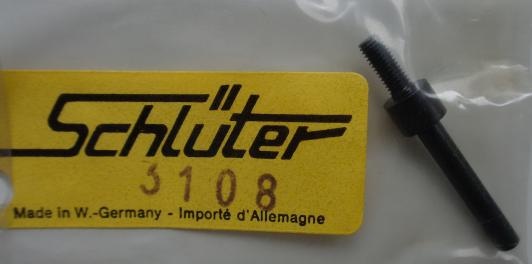 Schlüter
3108
Made in W.-Germany - Importé d'Allemagne